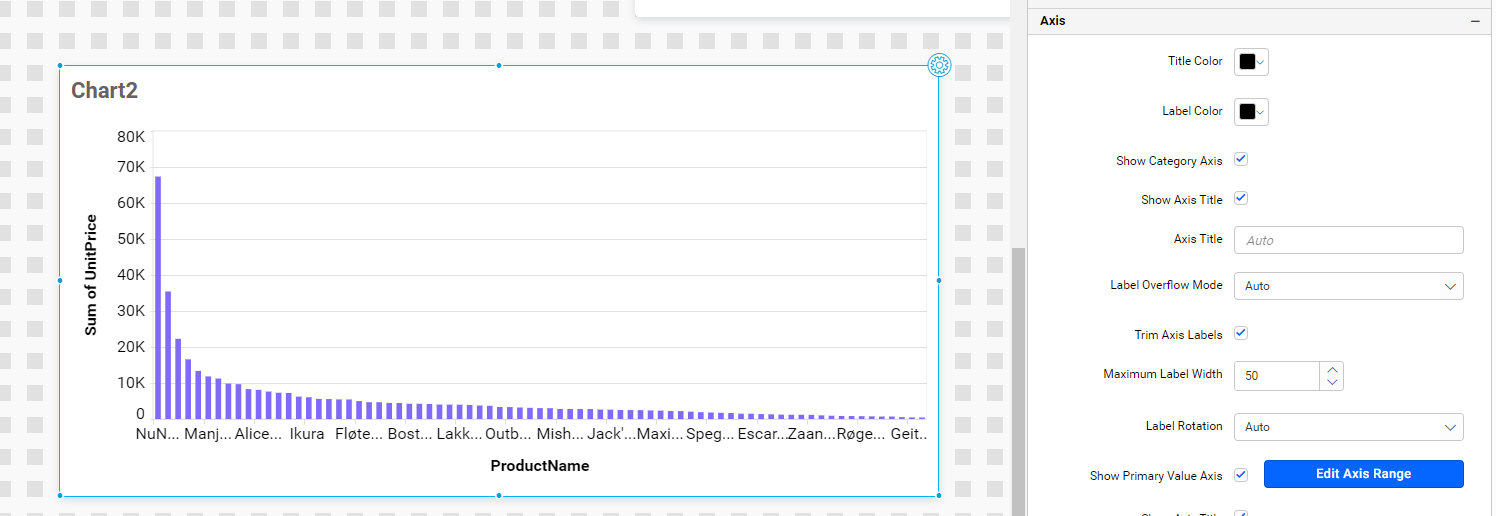 Chart2
80K
70K
60K
50K
40K
30K
20K
10K
0
Sum of UnitPrice
NuN... Manj... Alice... Ikura Fløte... Bost... Lakk... Outb... Mish... Jack'... Maxi... Speg... Escar... Zaan... Røge... Geit..
ProductName
Axis
Title Color
Label Color
Show Category Axis
Show Axis Title
Axis Title Auto
Label Overflow Mode Auto
Trim Axis Labels
Maximum Label Width 50
Label Rotation Auto
Show Primary Value Axis Edit Axis Range